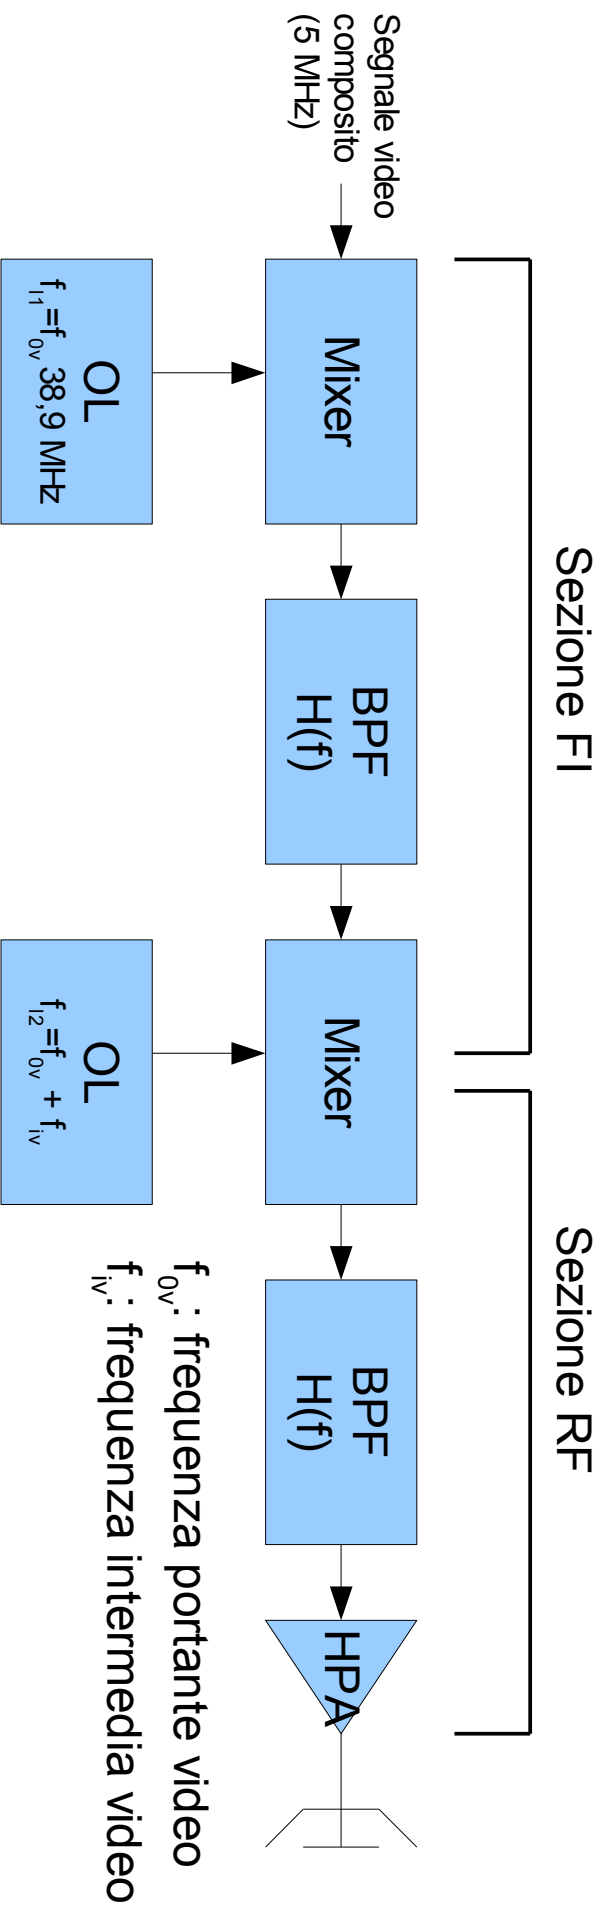 Sezione FI
Sezione RF
Segnale video
composito
(5 MHz)
Mixer
BPF
H(f)
Mixer
BPF
H(f)
HPA
OL
f_l1=f_0v 38,9 MHz
OL
f_l2=f_0v + f_iv
f_0v: frequenza portante video
f_iv: frequenza intermedia video